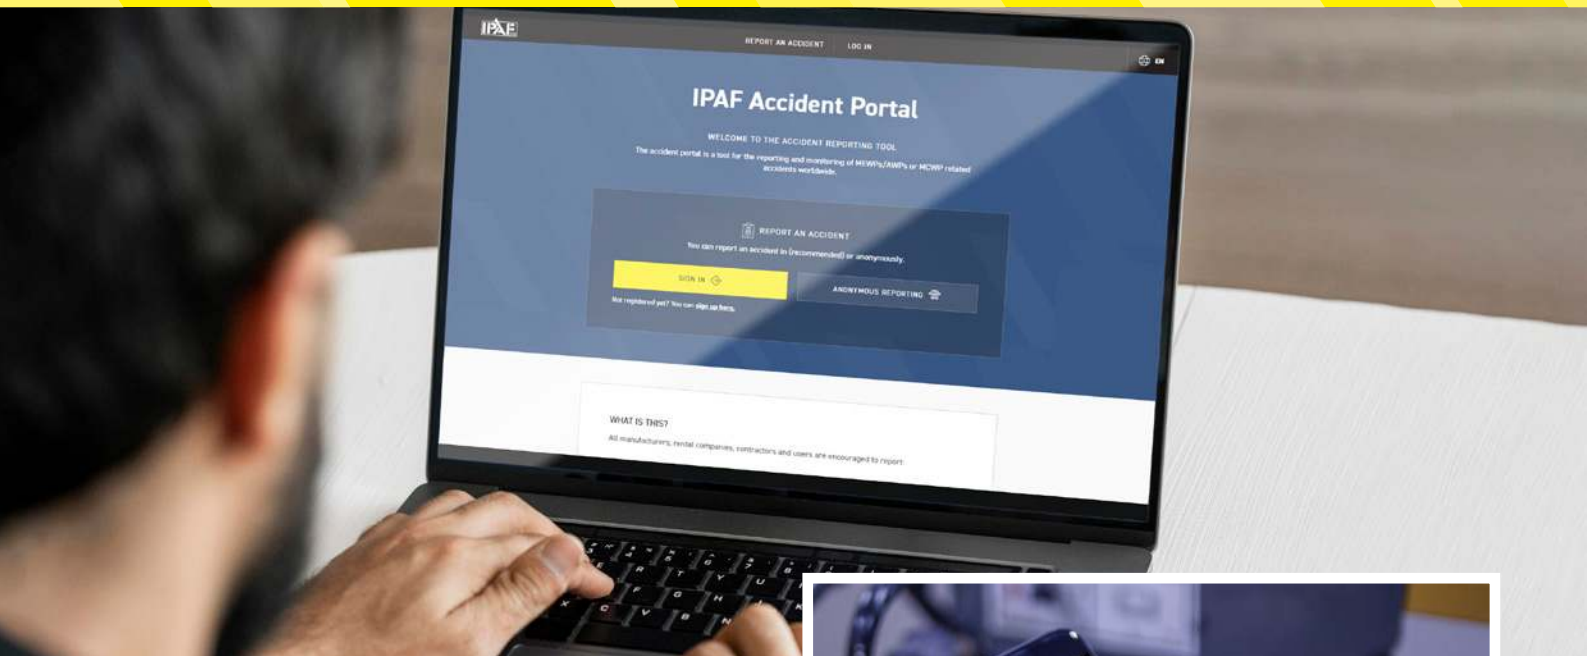 IPAF
REPORT AN ACCIDENT LOG IN
EN
IPAF Accident Portal
WELCOME TO THE ACCIDENT REPORTING TOOL
The accident portal is a tool for the reporting and monitoring of MEWPs/AWPs or MCWP related
accidents worldwide.
REPORT AN ACCIDENT
You can report an accident in (recommended) or anonymously.
SIGN IN
ANONYMOUS REPORTING
Not registered yet? You can sign up here.
WHAT IS THIS?
All manufacturers, rental companies, contractors and users are encouraged to report:
E R T Y U
F G H
X C V B N